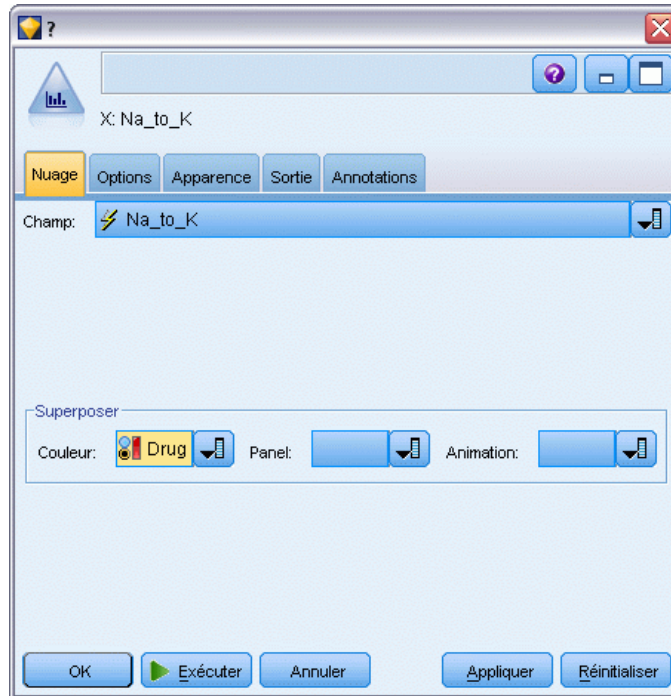 ?
X: Na_to_K
Nuage Options Apparence Sortie Annotations
Champ: Na_to_K
Superposer
Couleur: Drug Panel: Animation:
OK Exécuter Annuler Appliquer Réinitialiser